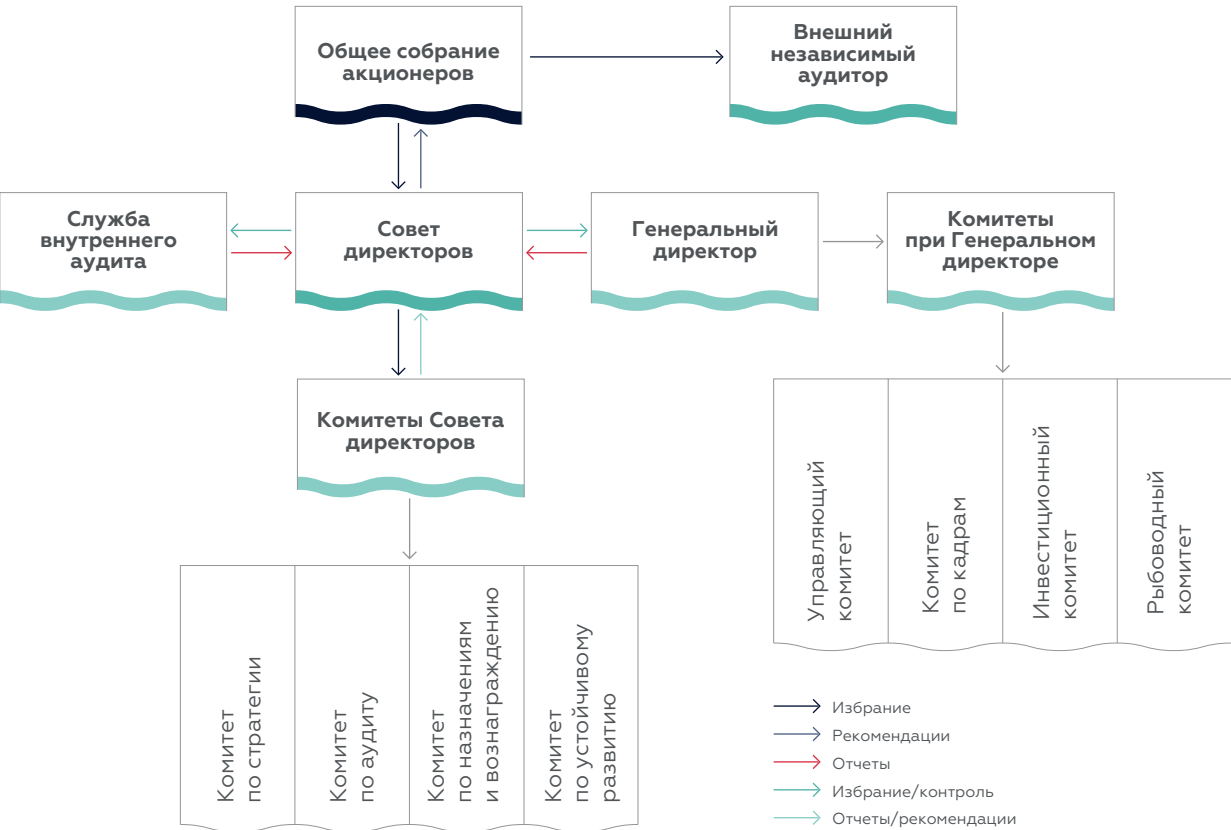 Общее собрание
акционеров
Внешний
независимый
аудитор
Служба
внутреннего
аудита
Совет
директоров
Генеральный
директор
Комитеты
при Генеральном
директоре
Комитеты Совета
директоров
Управляющий
комитет
Комитет
по кадрам
Инвестиционный
комитет
Рыбоводный
комитет
Комитет
по стратегии
Комитет
по аудиту
Комитет
по назначениям
и вознаграждению
Комитет
по устойчивому
развитию
Избрание
Рекомендации
Отчеты
Избрание/контроль
Отчеты/рекомендации